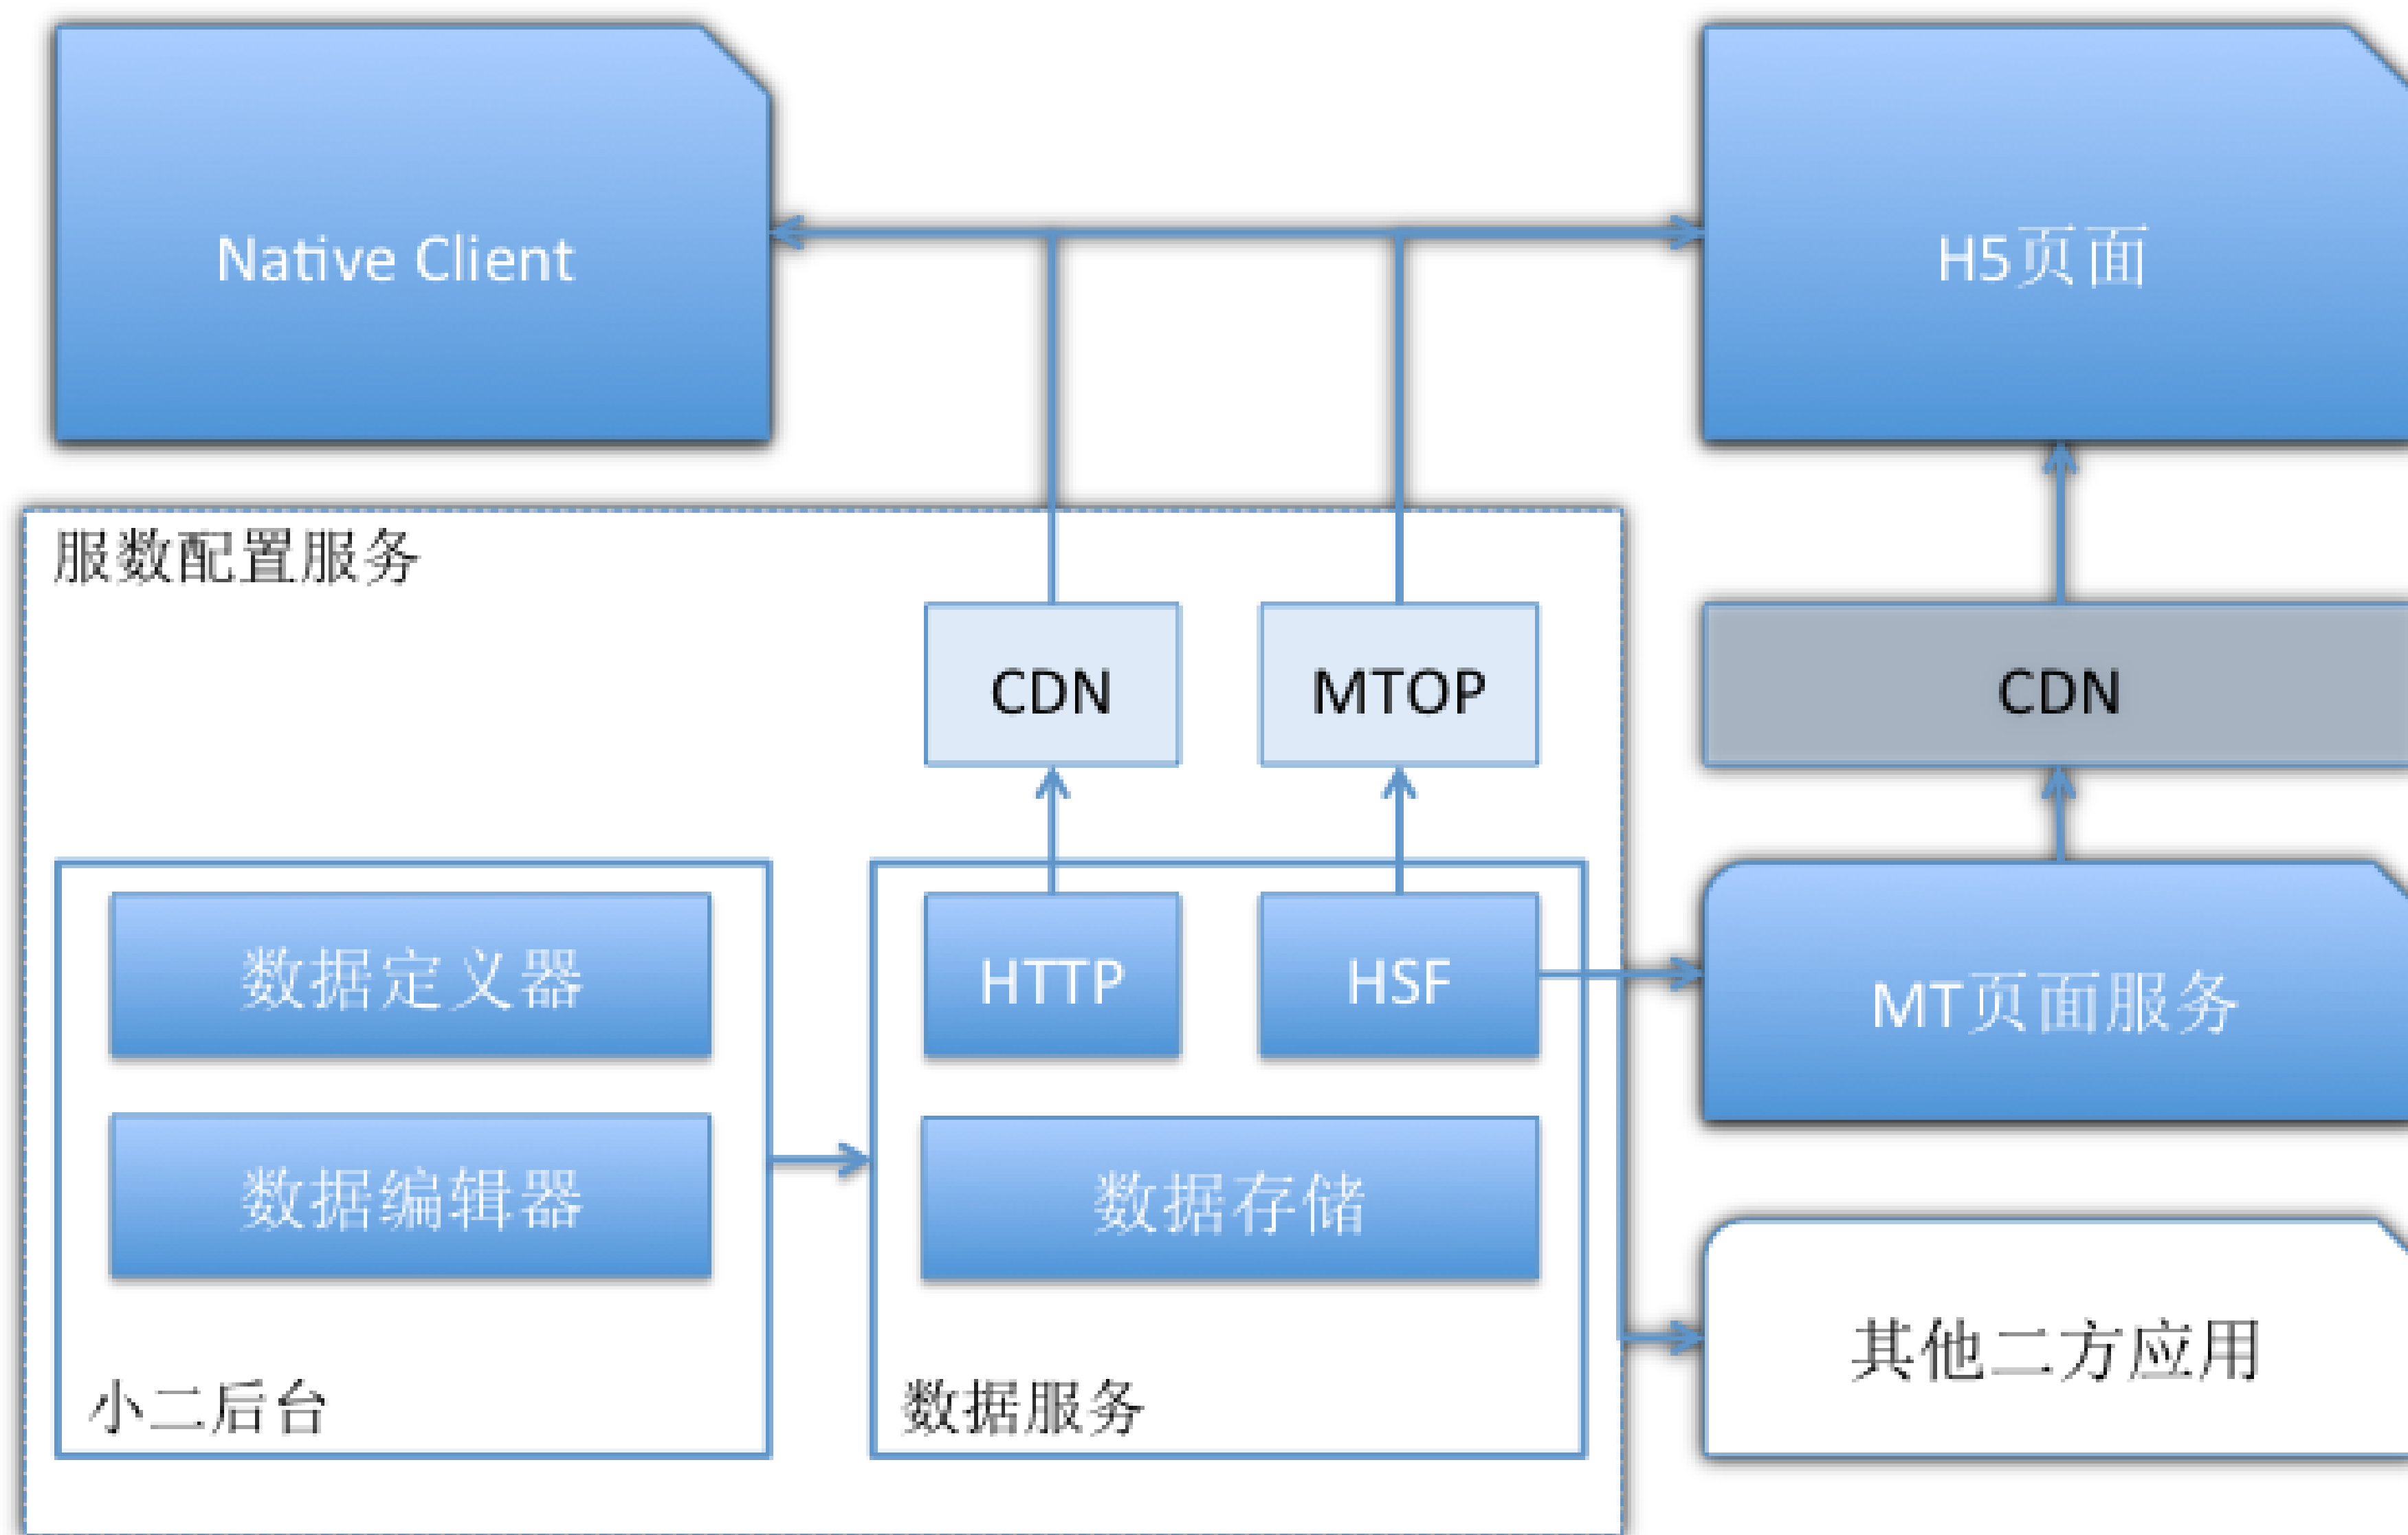 Native Client
H5页面
服数配置服务
CDN
MTOP
CDN
数据定义器
HTTP
HSF
MT页面服务
数据编辑器
数据存储
其他二方应用
小二后台
数据服务